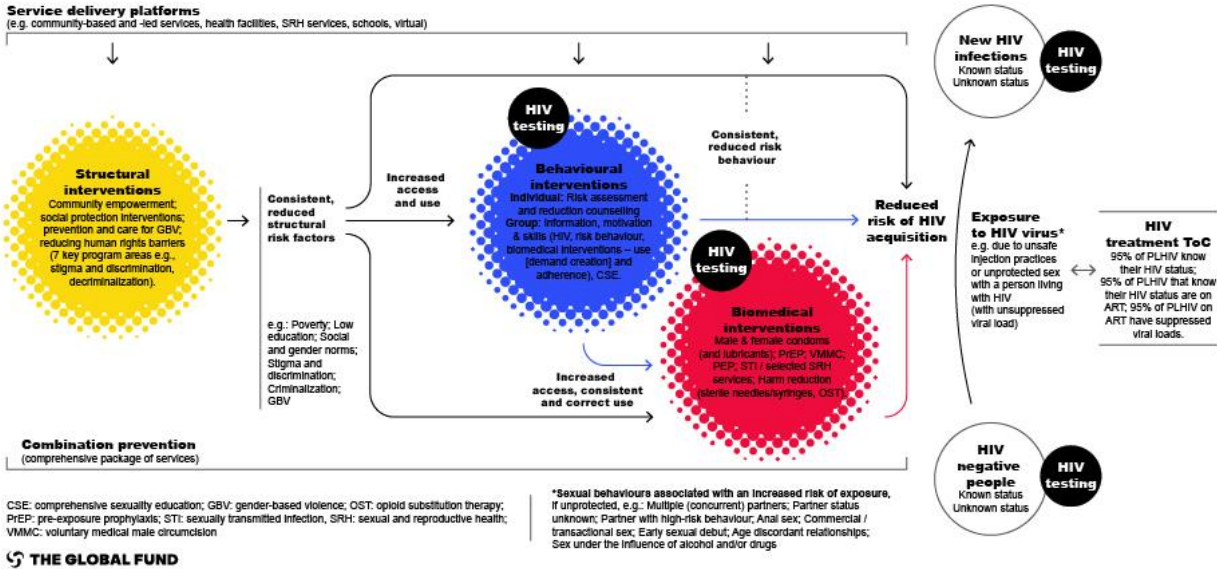 Service delivery platforms
(e.g. community-based and -led services, health facilities, SRH services, schools, virtual)
Structural
interventions
Community empowerment;
social protection interventions;
prevention and care for GBV;
reducing human rights barriers
(7 key program areas e.g.,
stigma and discrimination,
decriminalization).
Consistent,
reduced
structural
risk factors
e.g.: Poverty; Low
education; Social
and gender norms;
Stigma and
discrimination;
Criminalization;
GBV
Increased
access
and use
HIV
testing
Behavioural
interventions
Individual: Risk assessment
and reduction counselling
Group: Information, motivation
& skills (HIV, risk behaviour,
biomedical interventions – use
[demand creation] and
adherence), CSE.
Consistent,
reduced risk
behaviour
HIV
testing
Biomedical
interventions
Male & female condoms
(and lubricants); PrEP; VMMC;
PEP; STI / selected SRH
services; Harm reduction
(sterile needles/syringes, OST)
Increased
access, consistent
and correct use
Reduced
risk of HIV
acquisition
New HIV
infections
Known status
Unknown status
HIV
testing
Exposure
to HIV virus*
e.g. due to unsafe
injection practices
or unprotected sex
with a person living
with HIV
(with unsuppressed
viral load)
HIV
treatment ToC
95% of PLHIV know
their HIV status;
95% of PLHIV that know
their HIV status are on
ART; 95% of PLHIV on
ART have suppressed
viral loads.
HIV
negative
people
Known status
Unknown status
HIV
testing
Combination prevention
(comprehensive package of services)
CSE: comprehensive sexuality education; GBV: gender-based violence; OST: opioid substitution therapy;
PrEP: pre-exposure prophylaxis; STI: sexually transmitted infection, SRH: sexual and reproductive health;
VMMC: voluntary medical male circumcision
*Sexual behaviours associated with an increased risk of exposure,
if unprotected, e.g.: Multiple (concurrent) partners; Partner status
unknown; Partner with high-risk behaviour; Anal sex; Commercial /
transactional sex; Early sexual debut; Age discordant relationships;
Sex under the influence of alcohol and/or drugs
THE GLOBAL FUND